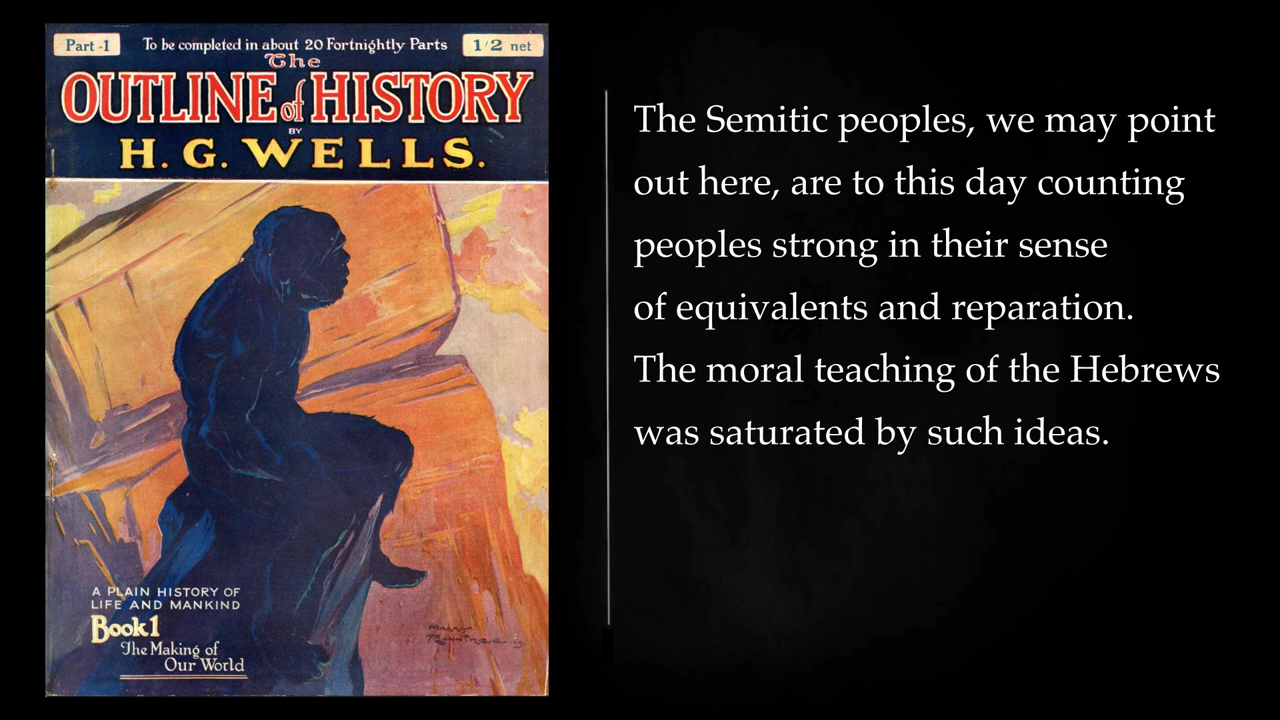 Part -1
To be completed in about 20 Fortnightly Parts
1/2 net
The
OUTLINE of HISTORY
BY
H. G. WELLS.
A PLAIN HISTORY OF
LIFE AND MANKIND
Book 1
The Making of
Our World
The Semitic peoples, we may point
out here, are to this day counting
peoples strong in their sense
of equivalents and reparation.
The moral teaching of the Hebrews
was saturated by such ideas.